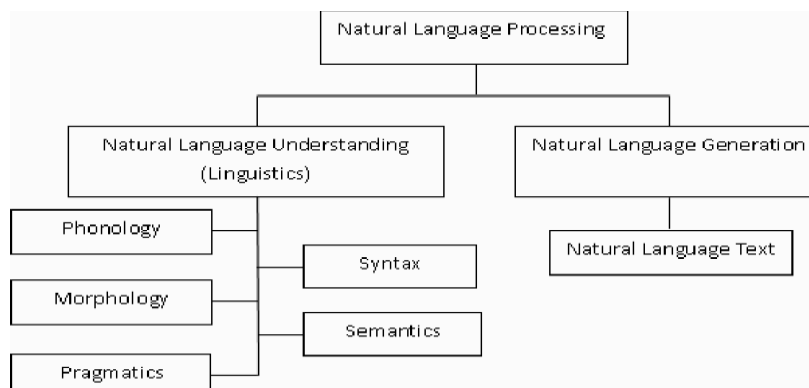 Natural Language Processing
Natural Language Understanding
(Linguistics)
Natural Language Generation
Phonology
Natural Language Text
Syntax
Morphology
Semantics
Pragmatics